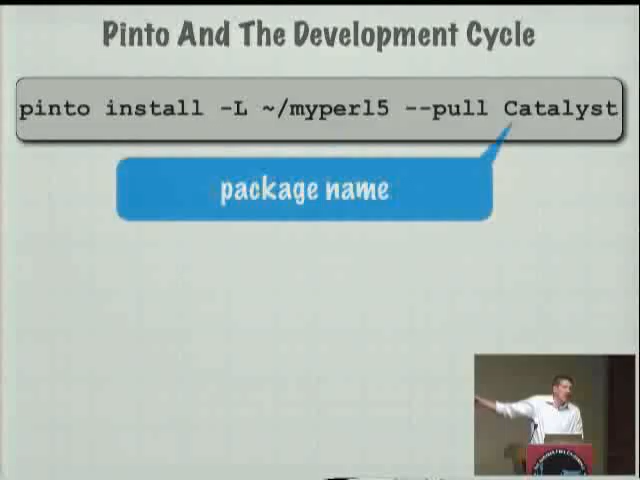 Pinto And The Development Cycle
pinto install -L ~/myperl5 --pull Catalyst
package name